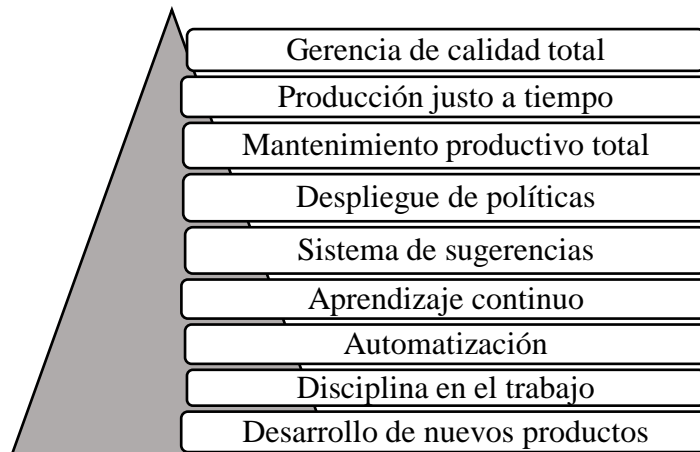 Gerencia de calidad total
Producción justo a tiempo
Mantenimiento productivo total
Despliegue de políticas
Sistema de sugerencias
Aprendizaje continuo
Automatización
Disciplina en el trabajo
Desarrollo de nuevos productos